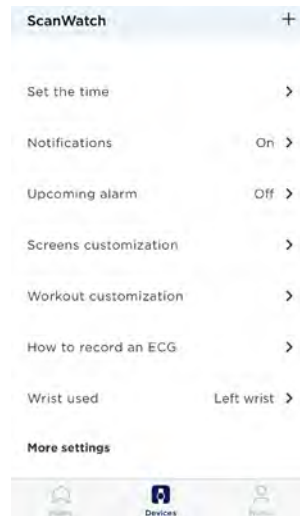 ScanWatch +
Set the time >
Notifications On >
Upcoming alarm Off >
Screens customization >
Workout customization >
How to record an ECG >
Wrist used Left wrist >
More settings
Devices